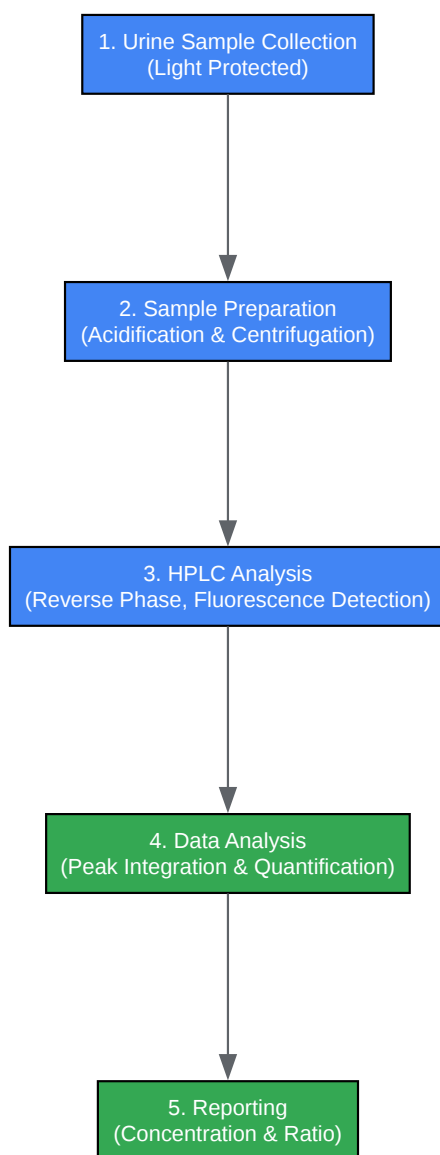 1. Urine Sample Collection
(Light Protected)
2. Sample Preparation
(Acidification & Centrifugation)
3. HPLC Analysis
(Reverse Phase, Fluorescence Detection)
4. Data Analysis
(Peak Integration & Quantification)
5. Reporting
(Concentration & Ratio)